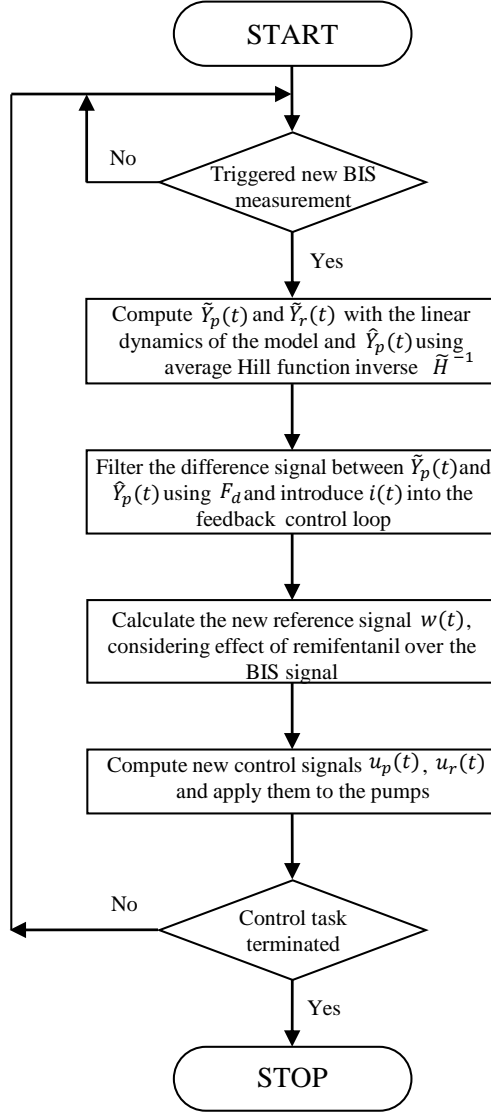 START
No
Triggered new BIS
measurement
Yes
Compute Ỹₚ(t) and Ỹᵣ(t) with the linear
dynamics of the model and Ŷₚ(t) using
average Hill function inverse H̃⁻¹
Filter the difference signal between Ỹₚ(t) and
Ŷₚ(t) using F_d and introduce i(t) into the
feedback control loop
Calculate the new reference signal w(t),
considering effect of remifentanil over the
BIS signal
Compute new control signals uₚ(t), uᵣ(t)
and apply them to the pumps
No
Control task
terminated
Yes
STOP